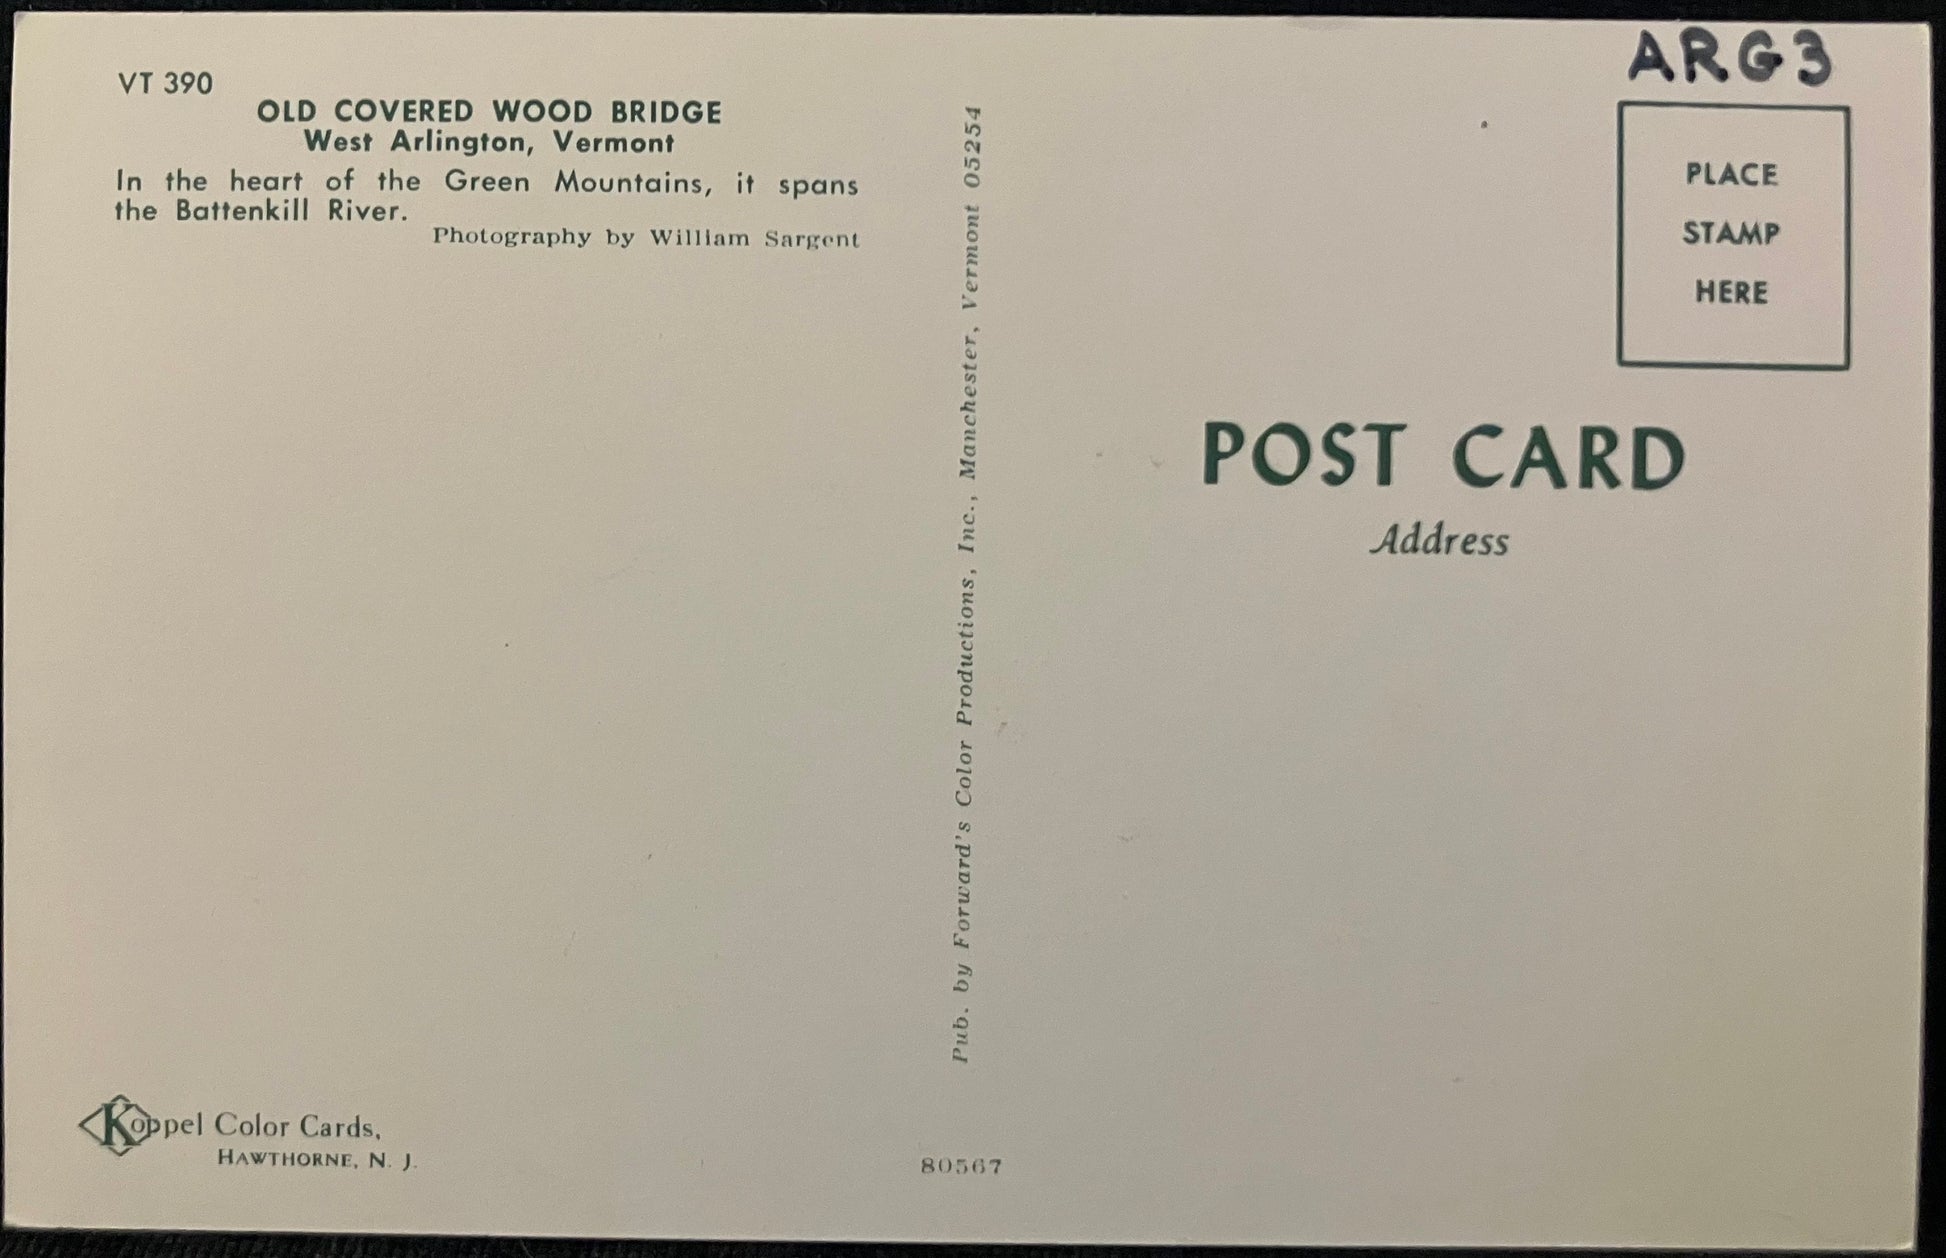 VT 390
OLD COVERED WOOD BRIDGE
West Arlington, Vermont
In the heart of the Green Mountains, it spans
the Battenkill River.
Photography by William Sargent
Koppel Color Cards,
HAWTHORNE, N. J.
Pub. by Forward's Color Productions, Inc., Manchester, Vermont 05254
80567
ARG3
PLACE
STAMP
HERE
POST CARD
Address